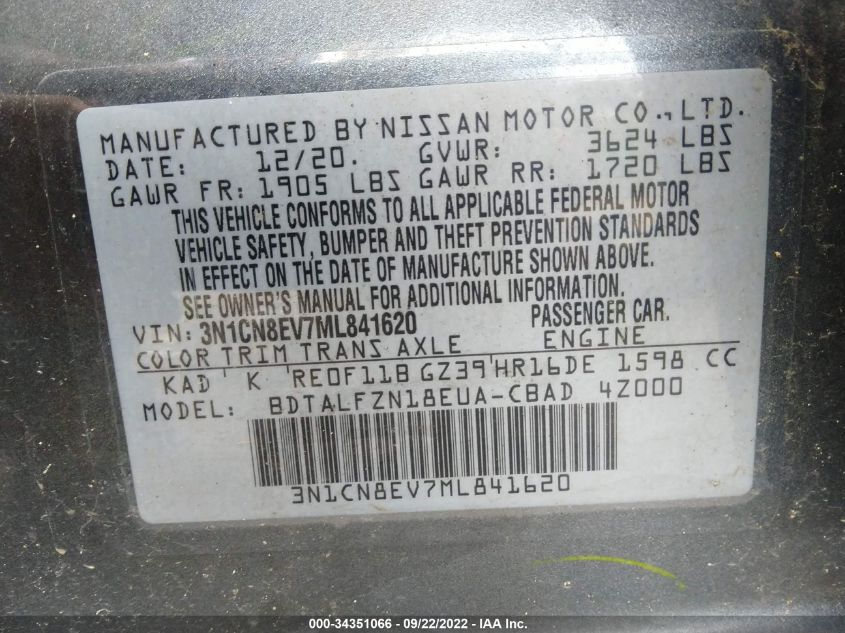 MANUFACTURED BY NISSAN MOTOR CO., LTD.
DATE: 12/20. GVWR: 3624 LBS
GAWR FR: 1905 LBS GAWR RR: 1720 LBS
THIS VEHICLE CONFORMS TO ALL APPLICABLE FEDERAL MOTOR
VEHICLE SAFETY, BUMPER AND THEFT PREVENTION STANDARDS
IN EFFECT ON THE DATE OF MANUFACTURE SHOWN ABOVE.
SEE OWNER'S MANUAL FOR ADDITIONAL INFORMATION.
VIN: 3N1CN8EV7ML841620 PASSENGER CAR.
COLOR TRIM TRANS AXLE ENGINE
KAD K RE0F11B GZ39 HR16DE 1598 CC
MODEL: BDTALFZN18EUA-CBAD 4Z000
3N1CN8EV7ML841620
000-34351066 - 09/22/2022 - IAA Inc.